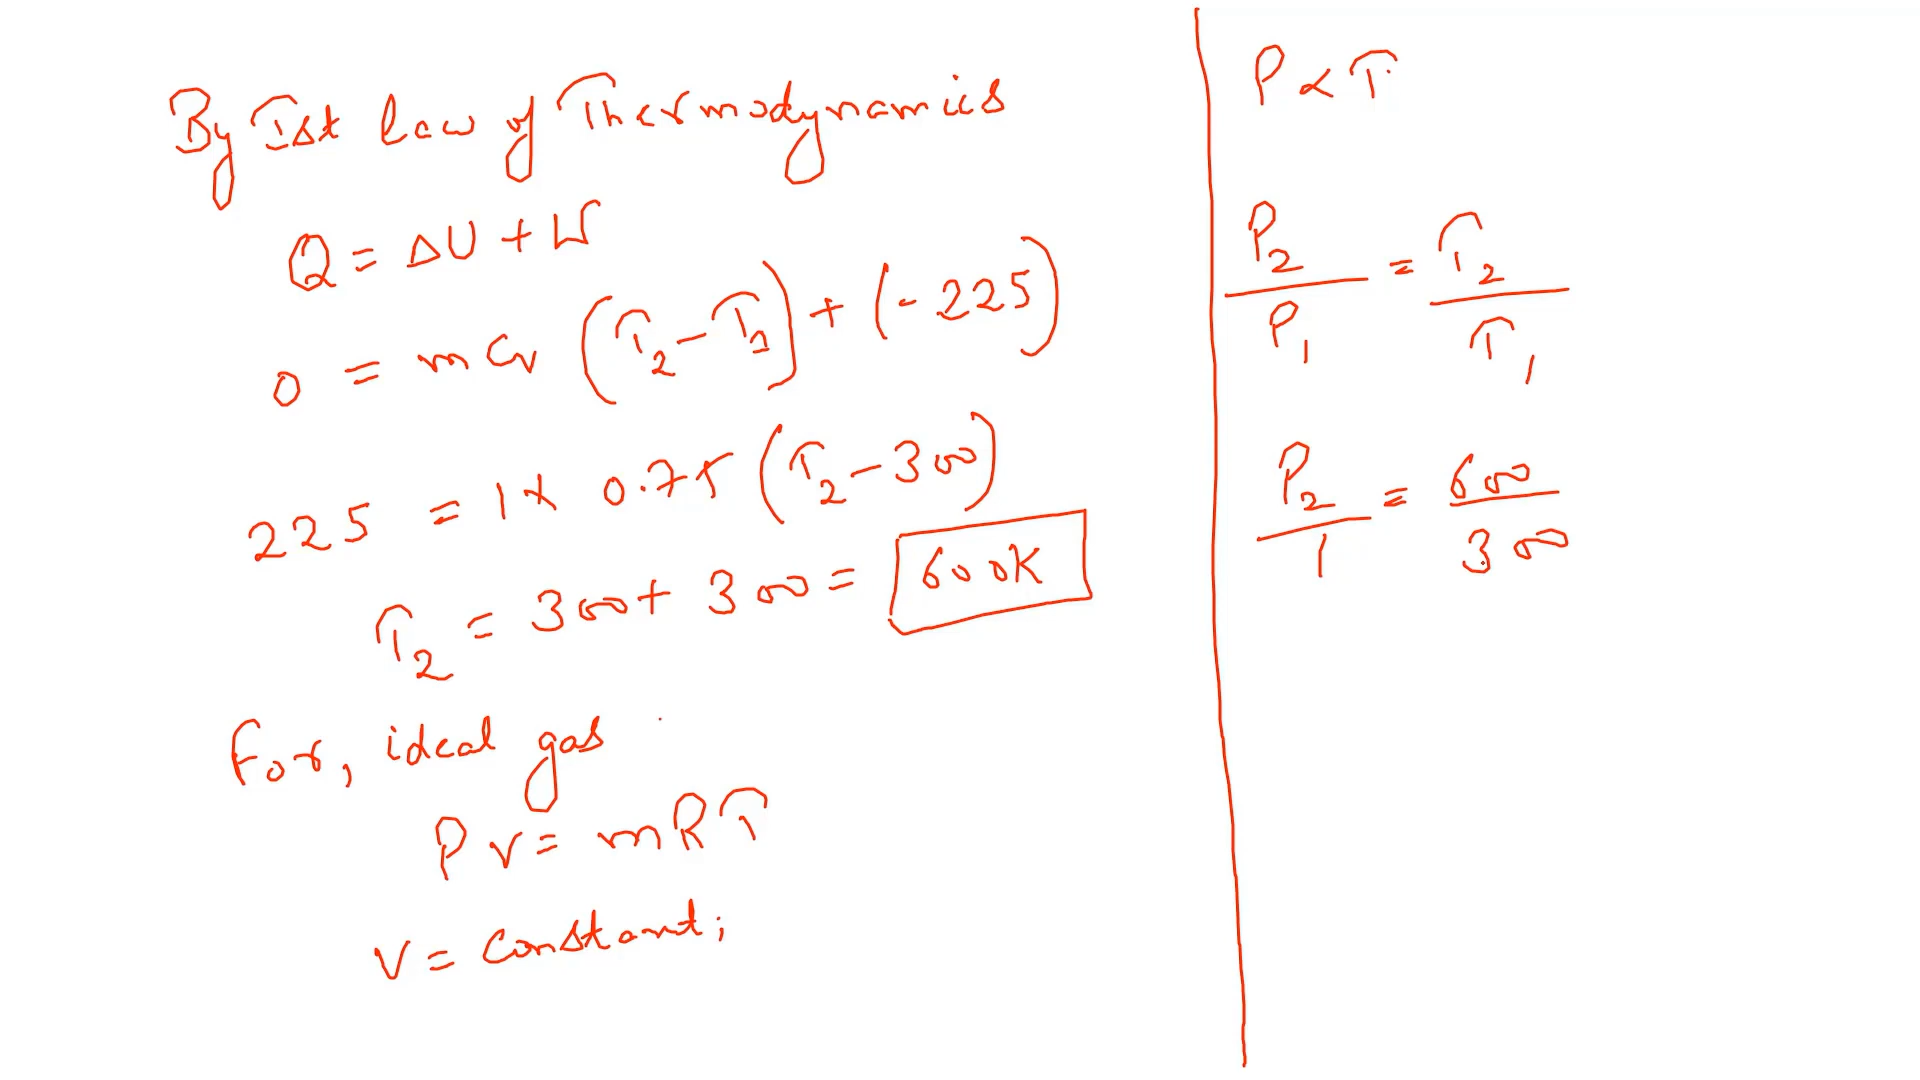 By Ist law of Thermodynamics
Q = ΔU + W
0 = m Cv (T2 - T1) + (-225)
225 = 1 × 0.75 (T2 - 300)
T2 = 300 + 300 = 600K
For, ideal gas
PV = mRT
V = Constant;
P ∝ T
P2/P1 = T2/T1
P2/1 = 600/300